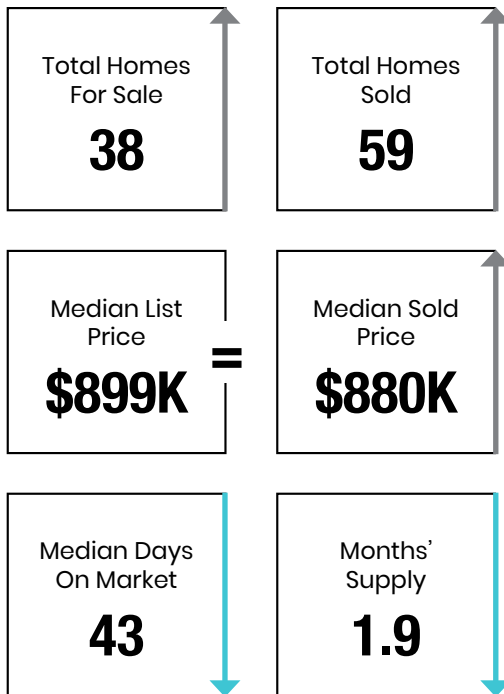 Total Homes
For Sale
38
Total Homes
Sold
59
Median List
Price
$899K
=
Median Sold
Price
$880K
Median Days
On Market
43
Months’
Supply
1.9